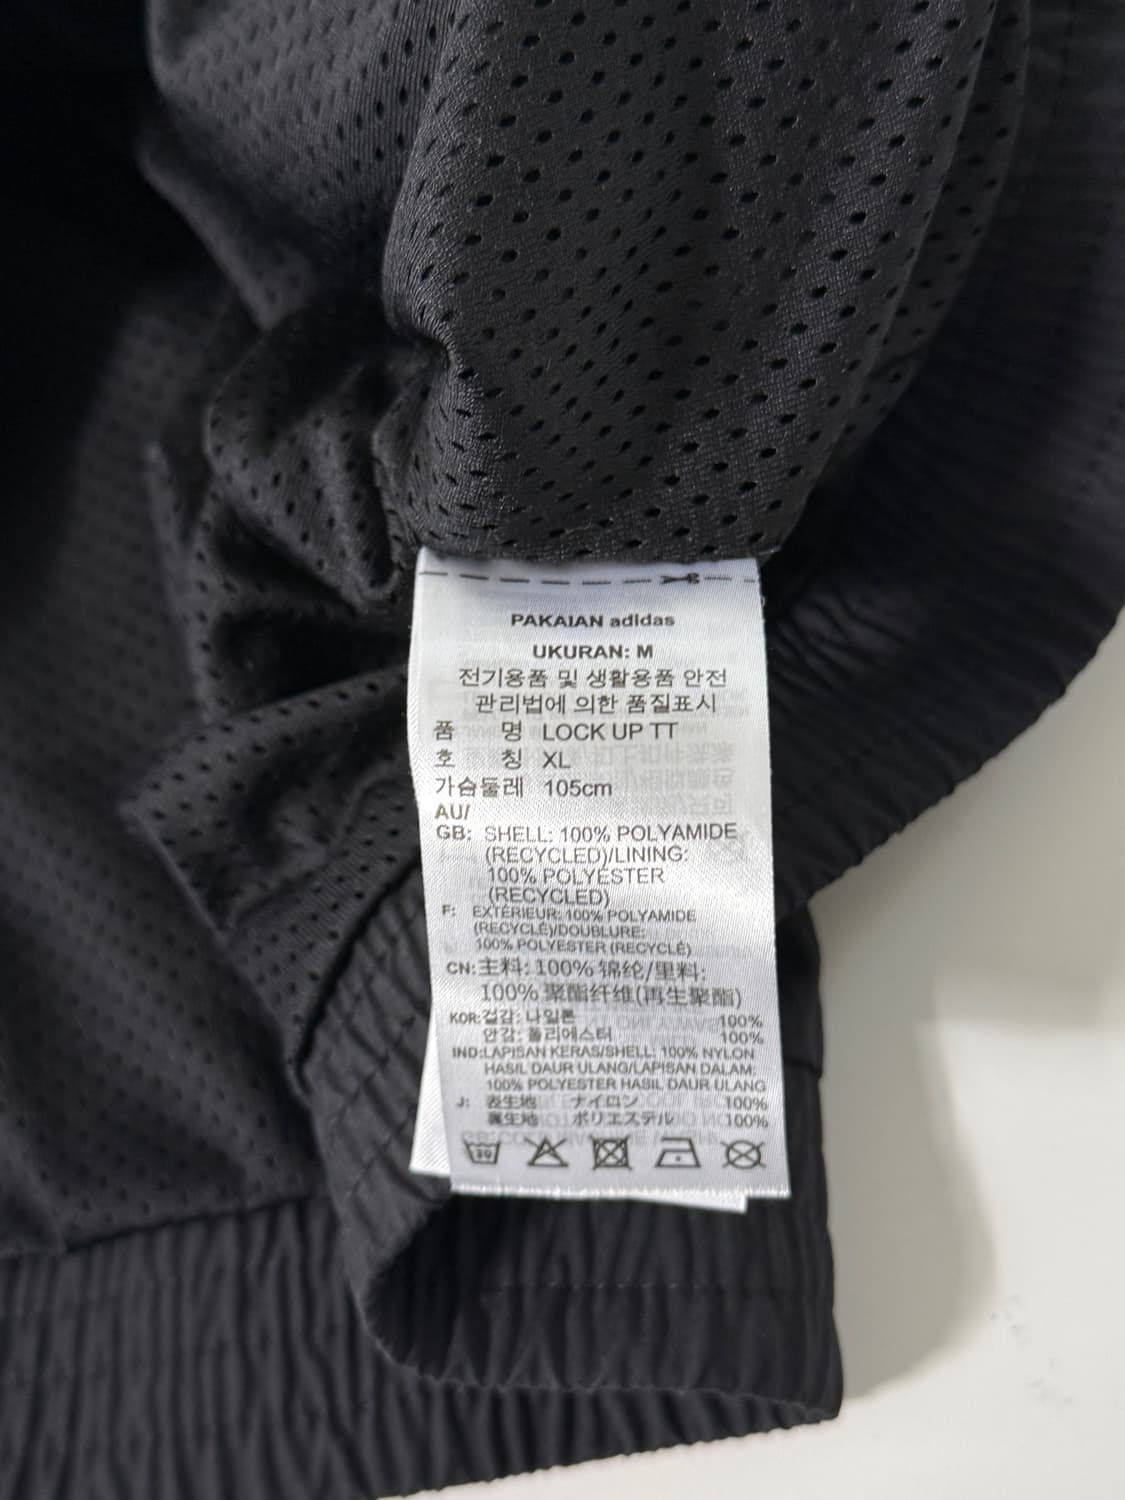 PAKAIAN adidas
UKURAN: M
전기용품 및 생활용품 안전
관리법에 의한 품질표시
품 명 LOCK UP TT
호 칭 XL
가슴둘레 105cm
AU/
GB: SHELL: 100% POLYAMIDE
(RECYCLED)/LINING:
100% POLYESTER
(RECYCLED)
F: EXTÉRIEUR: 100% POLYAMIDE
(RECYCLÉ)/DOUBLURE:
100% POLYESTER (RECYCLÉ)
CN: 主料: 100% 锦纶/里料:
100% 聚酯纤维(再生聚酯)
KOR: 겉감: 나일론 100%
안감: 폴리에스터 100%
IND: LAPISAN KERAS/SHELL: 100% NYLON
HASIL DAUR ULANG/LAPISAN DALAM:
100% POLYESTER HASIL DAUR ULANG
J: 表生地 ナイロン 100%
裏生地 ポリエステル 100%
30